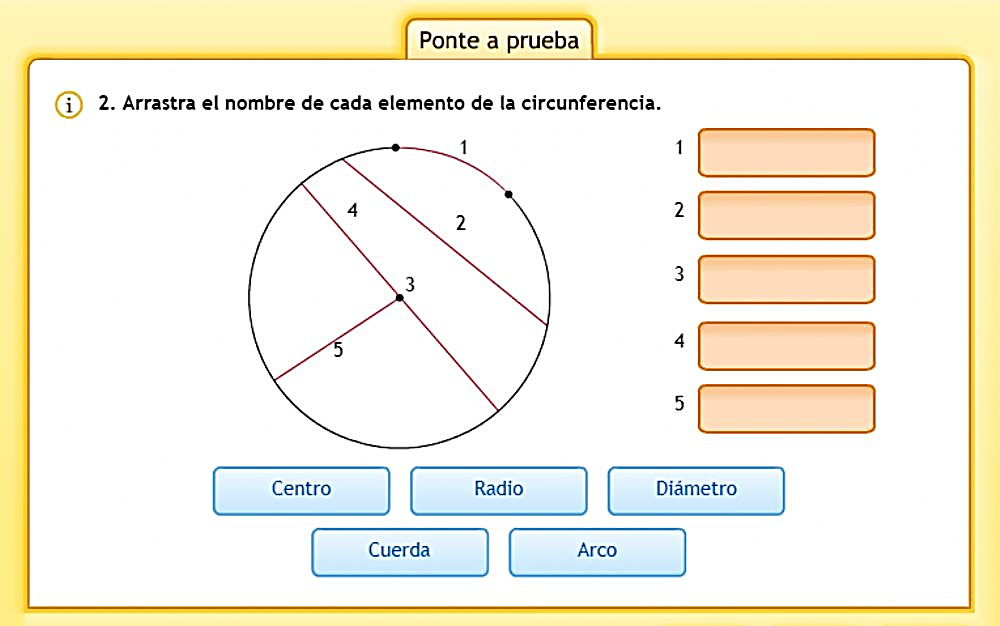 Ponte a prueba
i 2. Arrastra el nombre de cada elemento de la circunferencia.
1
4
2
3
5
1
2
3
4
5
Centro Radio Diámetro
Cuerda Arco